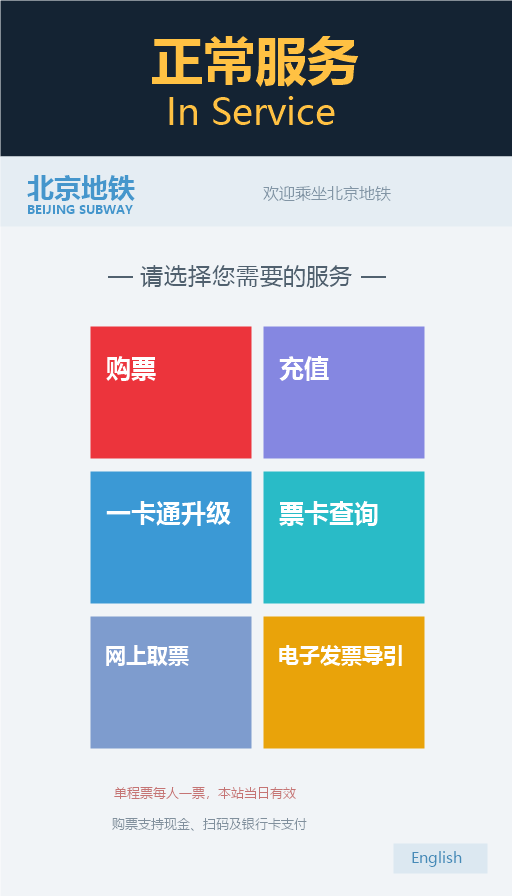 正常服务
In Service
北京地铁
BEIJING SUBWAY
欢迎乘坐北京地铁
— 请选择您需要的服务 —
购票
充值
一卡通升级
票卡查询
网上取票
电子发票导引
单程票每人一票，本站当日有效
购票支持现金、扫码及银行卡支付
English